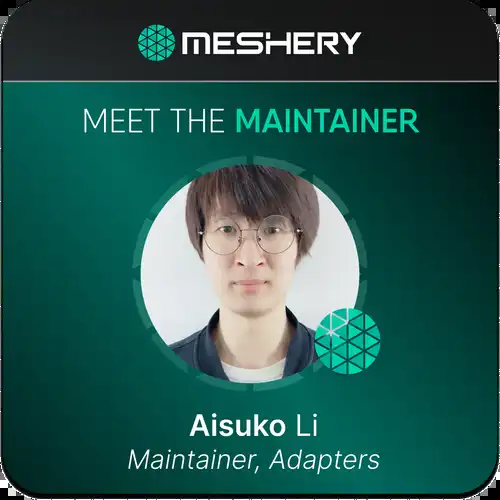 MESHERY
MEET THE MAINTAINER
Aisuko Li
Maintainer, Adapters